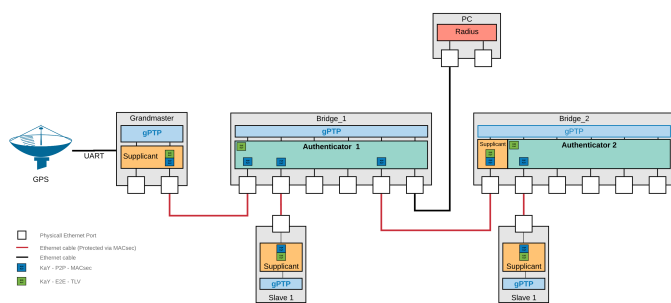 PC
Radius
Grandmaster
gPTP
Supplicant
UART
GPS
Bridge_1
gPTP
Authenticator 1
Bridge_2
gPTP
Supplicant
Authenticator 2
Supplicant
gPTP
Slave 1
Supplicant
gPTP
Slave 1
Physicall Ethernet Port
Ethernet cable (Protected via MACsec)
Ethernet cable
KaY - P2P - MACsec
KaY - E2E - TLV